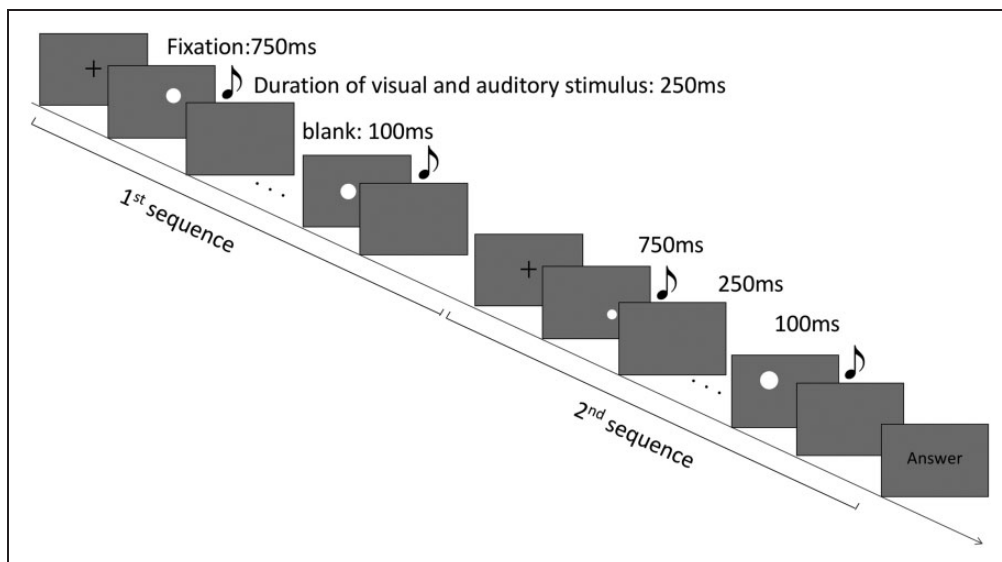 Fixation:750ms
Duration of visual and auditory stimulus: 250ms
blank: 100ms
1st sequence
750ms
250ms
100ms
2nd sequence
Answer